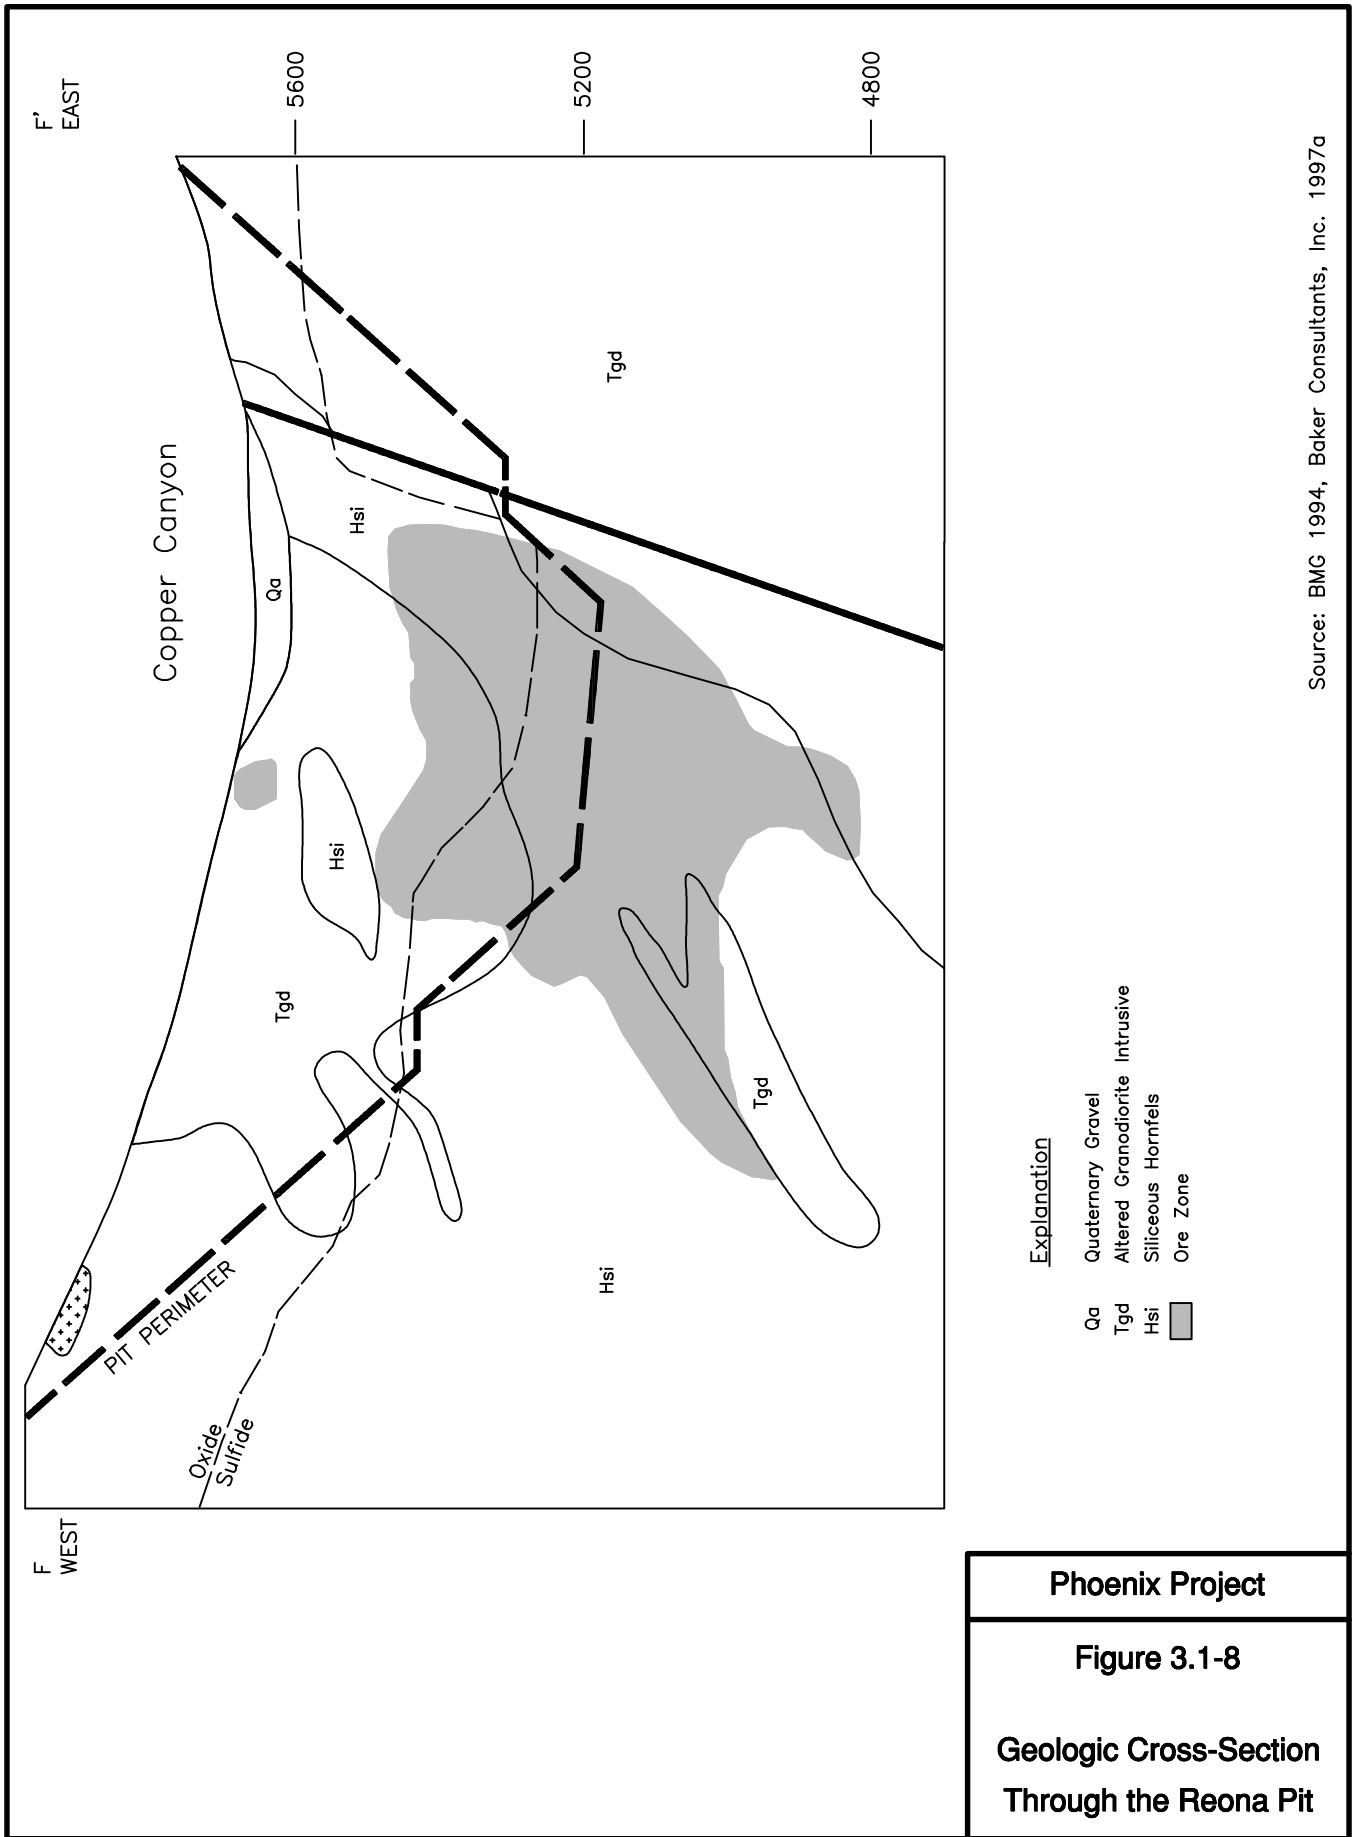 F
WEST
F'
EAST
Copper Canyon
5600
5200
4800
Qa
Hsi
Hsi
Tgd
Tgd
PIT PERIMETER
Oxide
Sulfide
Hsi
Tgd
Explanation
Qa Quaternary Gravel
Tgd Altered Granodiorite Intrusive
Hsi Siliceous Hornfels
Ore Zone
Source: BMG 1994, Baker Consultants, Inc. 1997a
Phoenix Project
Figure 3.1-8
Geologic Cross-Section
Through the Reona Pit